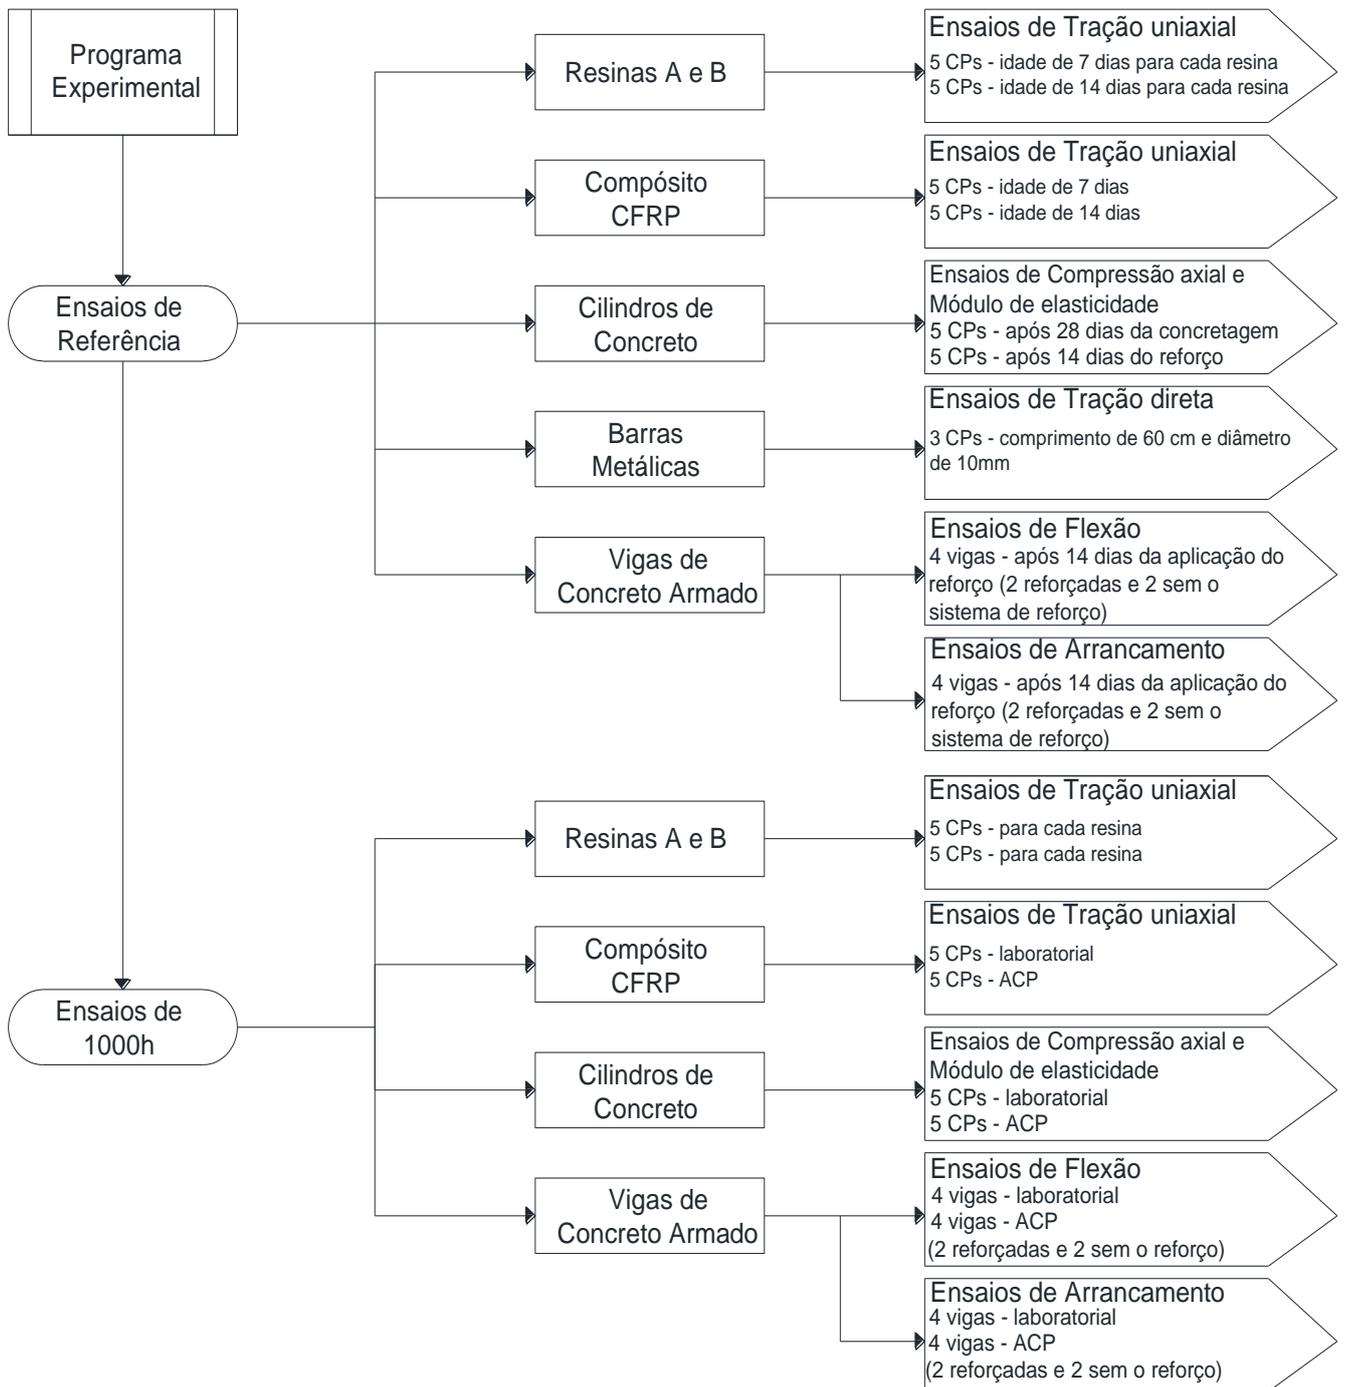 Programa
Experimental
Ensaios de
Referência
Resinas A e B
Ensaios de Tração uniaxial
5 CPs - idade de 7 dias para cada resina
5 CPs - idade de 14 dias para cada resina
Compósito
CFRP
Ensaios de Tração uniaxial
5 CPs - idade de 7 dias
5 CPs - idade de 14 dias
Cilindros de
Concreto
Ensaios de Compressão axial e
Módulo de elasticidade
5 CPs - após 28 dias da concretagem
5 CPs - após 14 dias do reforço
Barras
Metálicas
Ensaios de Tração direta
3 CPs - comprimento de 60 cm e diâmetro
de 10mm
Vigas de
Concreto Armado
Ensaios de Flexão
4 vigas - após 14 dias da aplicação do
reforço (2 reforçadas e 2 sem o
sistema de reforço)
Ensaios de Arrancamento
4 vigas - após 14 dias da aplicação do
reforço (2 reforçadas e 2 sem o
sistema de reforço)
Ensaios de
1000h
Resinas A e B
Ensaios de Tração uniaxial
5 CPs - para cada resina
5 CPs - para cada resina
Compósito
CFRP
Ensaios de Tração uniaxial
5 CPs - laboratorial
5 CPs - ACP
Cilindros de
Concreto
Ensaios de Compressão axial e
Módulo de elasticidade
5 CPs - laboratorial
5 CPs - ACP
Vigas de
Concreto Armado
Ensaios de Flexão
4 vigas - laboratorial
4 vigas - ACP
(2 reforçadas e 2 sem o reforço)
Ensaios de Arrancamento
4 vigas - laboratorial
4 vigas - ACP
(2 reforçadas e 2 sem o reforço)